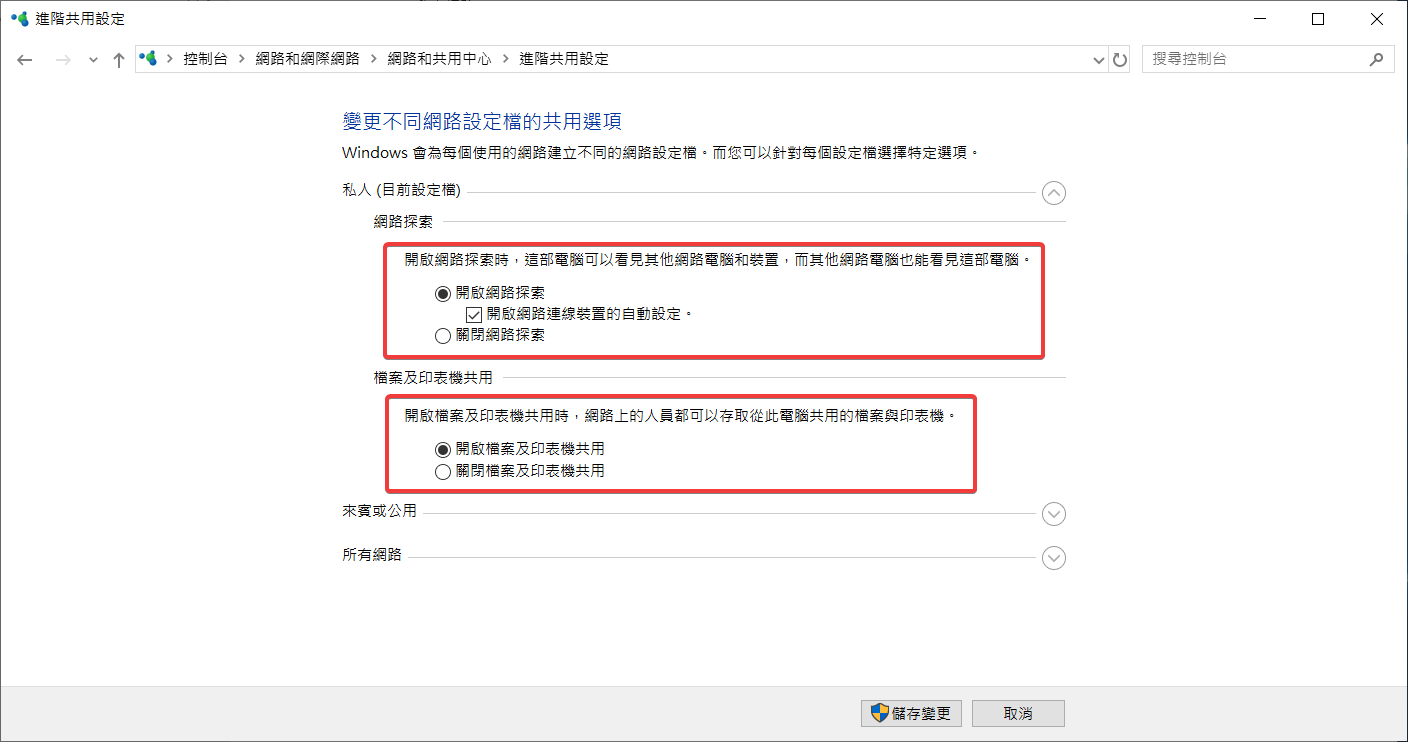 進階共用設定
控制台 > 網路和網際網路 > 網路和共用中心 > 進階共用設定
搜尋控制台
變更不同網路設定檔的共用選項
Windows 會為每個使用的網路建立不同的網路設定檔。而您可以針對每個設定檔選擇特定選項。
私人 (目前設定檔)
網路探索
開啟網路探索時，這部電腦可以看見其他網路電腦和裝置，而其他網路電腦也能看見這部電腦。
開啟網路探索
開啟網路連線裝置的自動設定。
關閉網路探索
檔案及印表機共用
開啟檔案及印表機共用時，網路上的人員都可以存取從此電腦共用的檔案與印表機。
開啟檔案及印表機共用
關閉檔案及印表機共用
來賓或公用
所有網路
儲存變更
取消